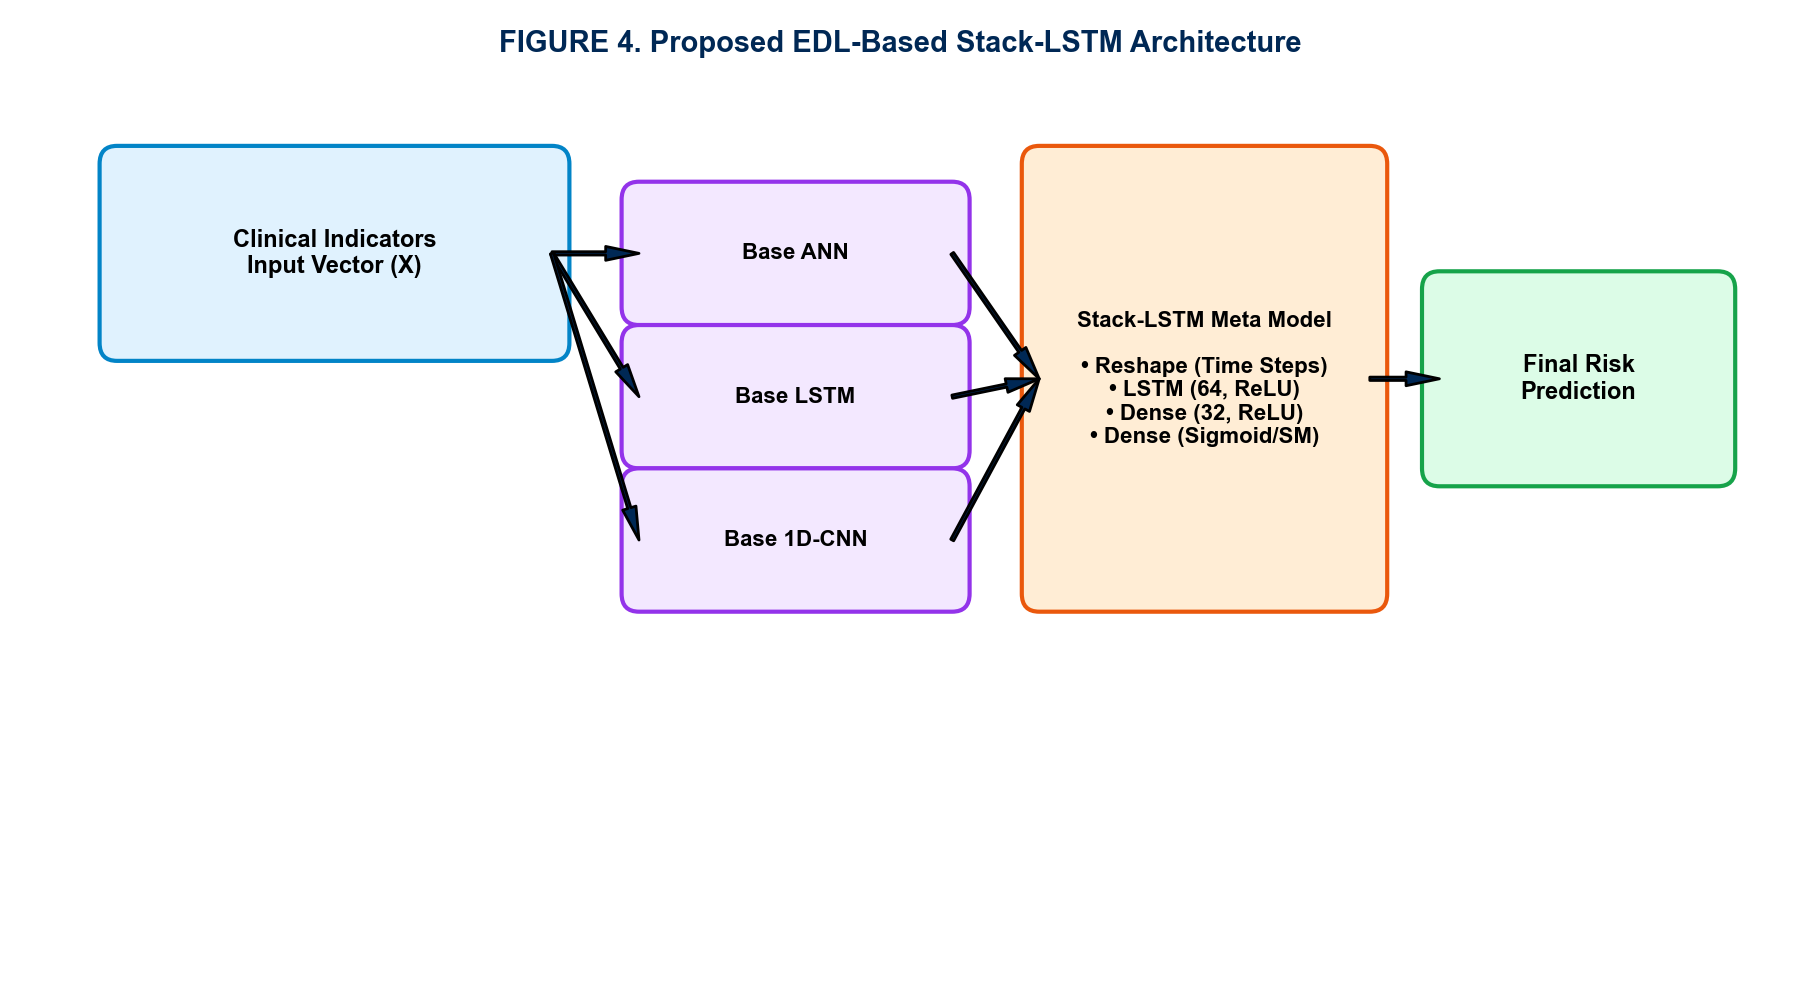 FIGURE 4. Proposed EDL-Based Stack-LSTM Architecture
Clinical Indicators
Input Vector (X)
Base ANN
Base LSTM
Base 1D-CNN
Stack-LSTM Meta Model
• Reshape (Time Steps)
• LSTM (64, ReLU)
• Dense (32, ReLU)
• Dense (Sigmoid/SM)
Final Risk
Prediction